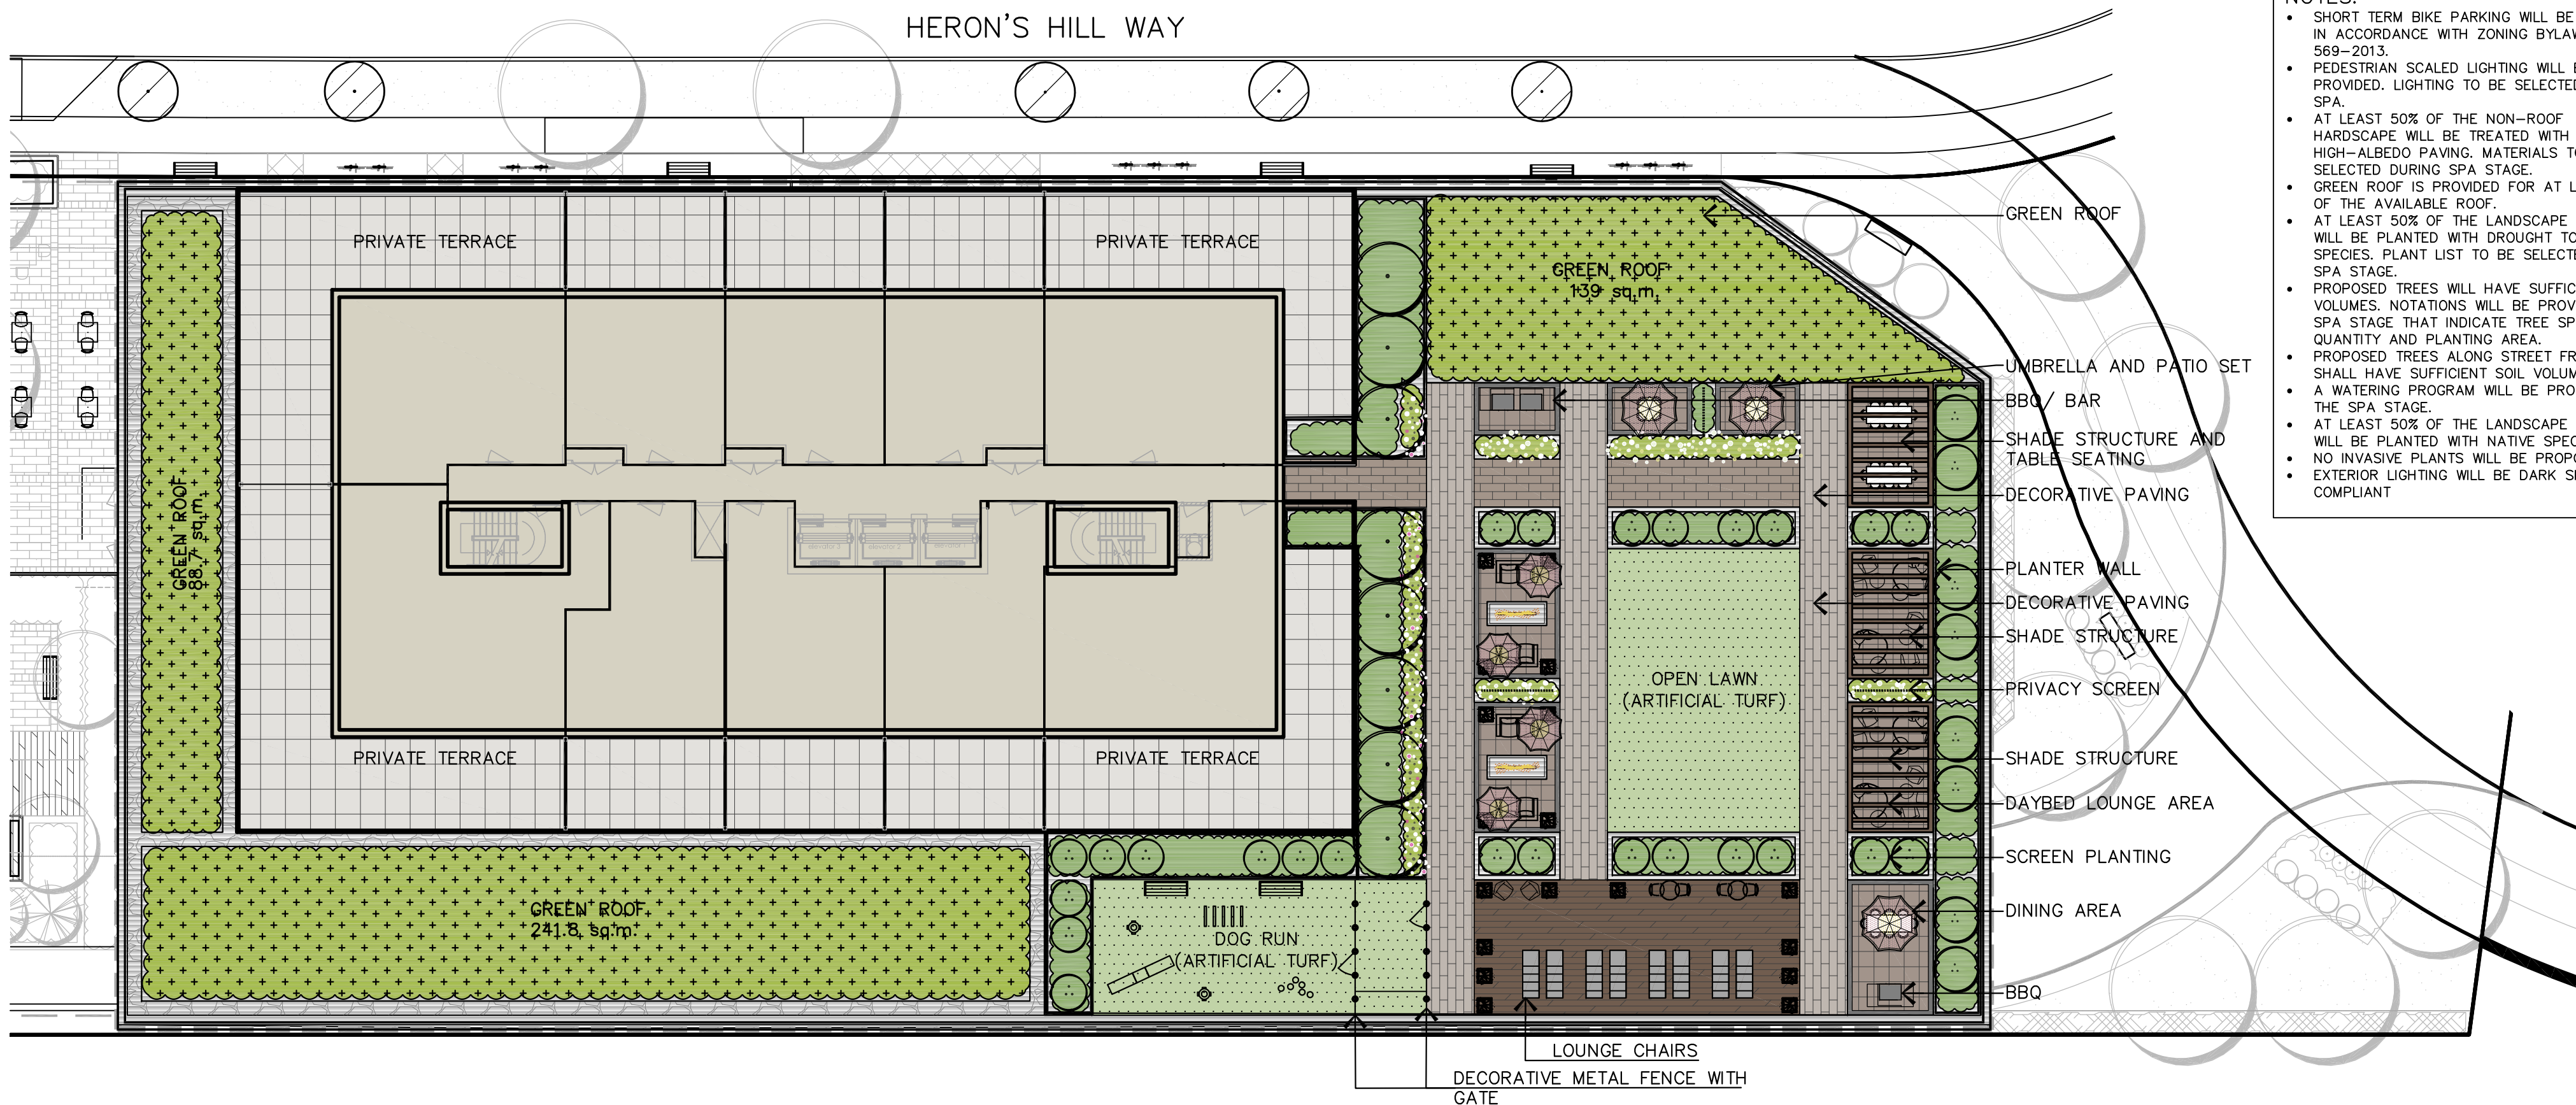 HERON'S HILL WAY
NOTES:
• SHORT TERM BIKE PARKING WILL BE
IN ACCORDANCE WITH ZONING BYLAW
569-2013.
• PEDESTRIAN SCALED LIGHTING WILL
PROVIDED. LIGHTING TO BE SELECTED
SPA.
• AT LEAST 50% OF THE NON-ROOF
HARDSCAPE WILL BE TREATED WITH
HIGH-ALBEDO PAVING. MATERIALS
SELECTED DURING SPA STAGE.
• GREEN ROOF IS PROVIDED FOR AT
OF THE AVAILABLE ROOF.
• AT LEAST 50% OF THE LANDSCAPE
WILL BE PLANTED WITH DROUGHT
SPECIES. PLANT LIST TO BE
SPA STAGE.
• PROPOSED TREES WILL HAVE
VOLUMES. NOTATIONS WILL BE
SPA STAGE THAT INDICATE TREE
QUANTITY AND PLANTING AREA.
• PROPOSED TREES ALONG STREET
SHALL HAVE SUFFICIENT SOIL
• A WATERING PROGRAM WILL BE
THE SPA STAGE.
• AT LEAST 50% OF THE LANDSCAPE
WILL BE PLANTED WITH NATIVE
• NO INVASIVE PLANTS WILL BE
• EXTERIOR LIGHTING WILL BE DARK
COMPLIANT
PRIVATE TERRACE
PRIVATE TERRACE
GREEN ROOF
139 sq.m.
GREEN ROOF
UMBRELLA AND PATIO SET
BBQ/ BAR
SHADE STRUCTURE AND
TABLE SEATING
DECORATIVE PAVING
PLANTER WALL
DECORATIVE PAVING
SHADE STRUCTURE
PRIVACY SCREEN
SHADE STRUCTURE
DAYBED LOUNGE AREA
SCREEN PLANTING
DINING AREA
BBQ
GREEN ROOF
88.7 sq.m.
elevator 2
OPEN LAWN
(ARTIFICIAL TURF)
PRIVATE TERRACE
PRIVATE TERRACE
GREEN ROOF
241.8 sq.m.
DOG RUN
(ARTIFICIAL TURF)
LOUNGE CHAIRS
DECORATIVE METAL FENCE WITH
GATE